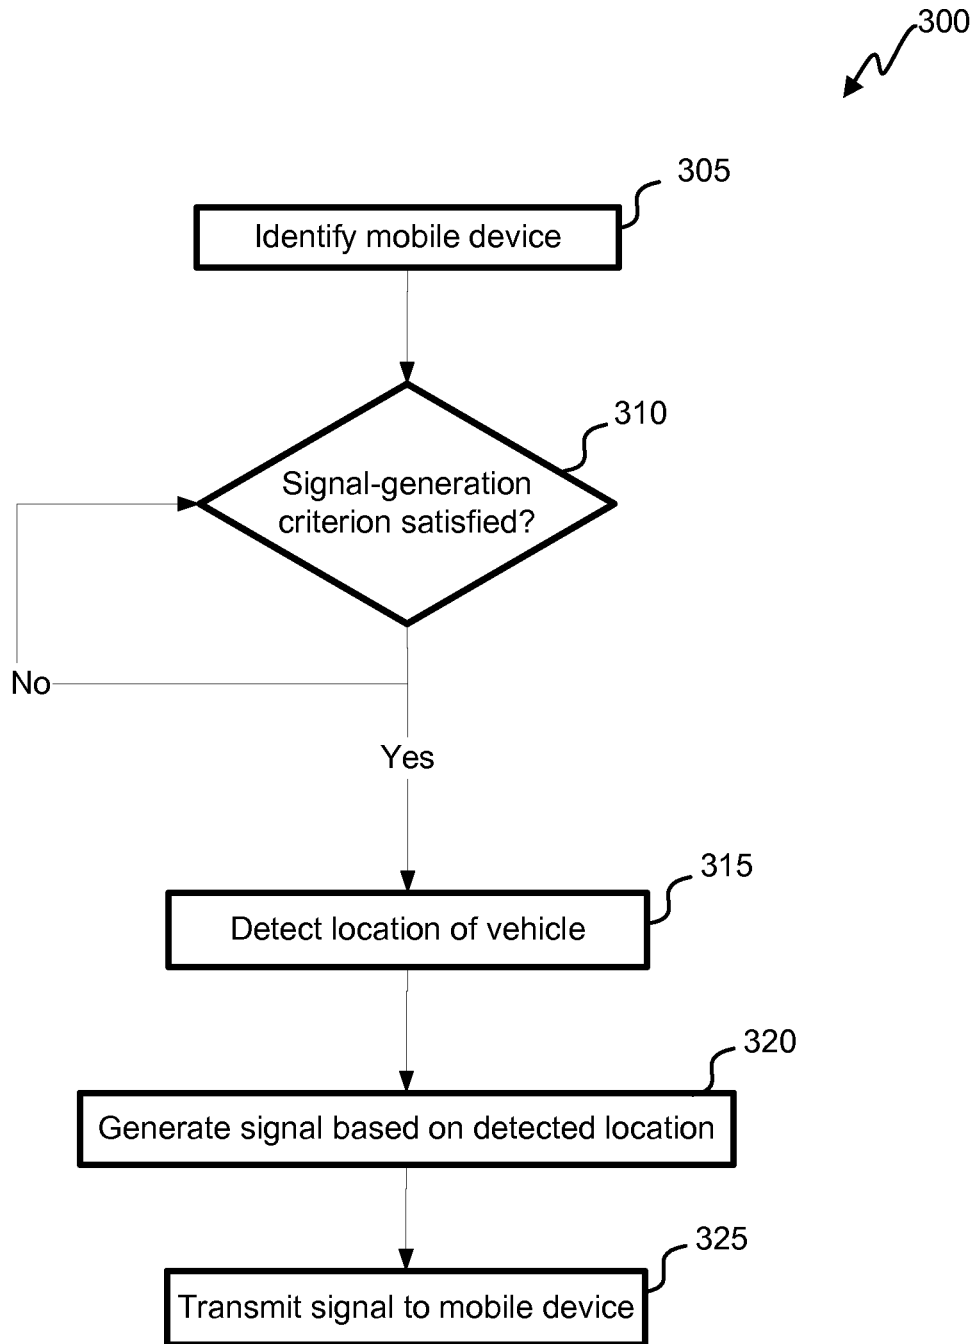 300
305
Identify mobile device
310
Signal-generation
criterion satisfied?
No
Yes
315
Detect location of vehicle
320
Generate signal based on detected location
325
Transmit signal to mobile device